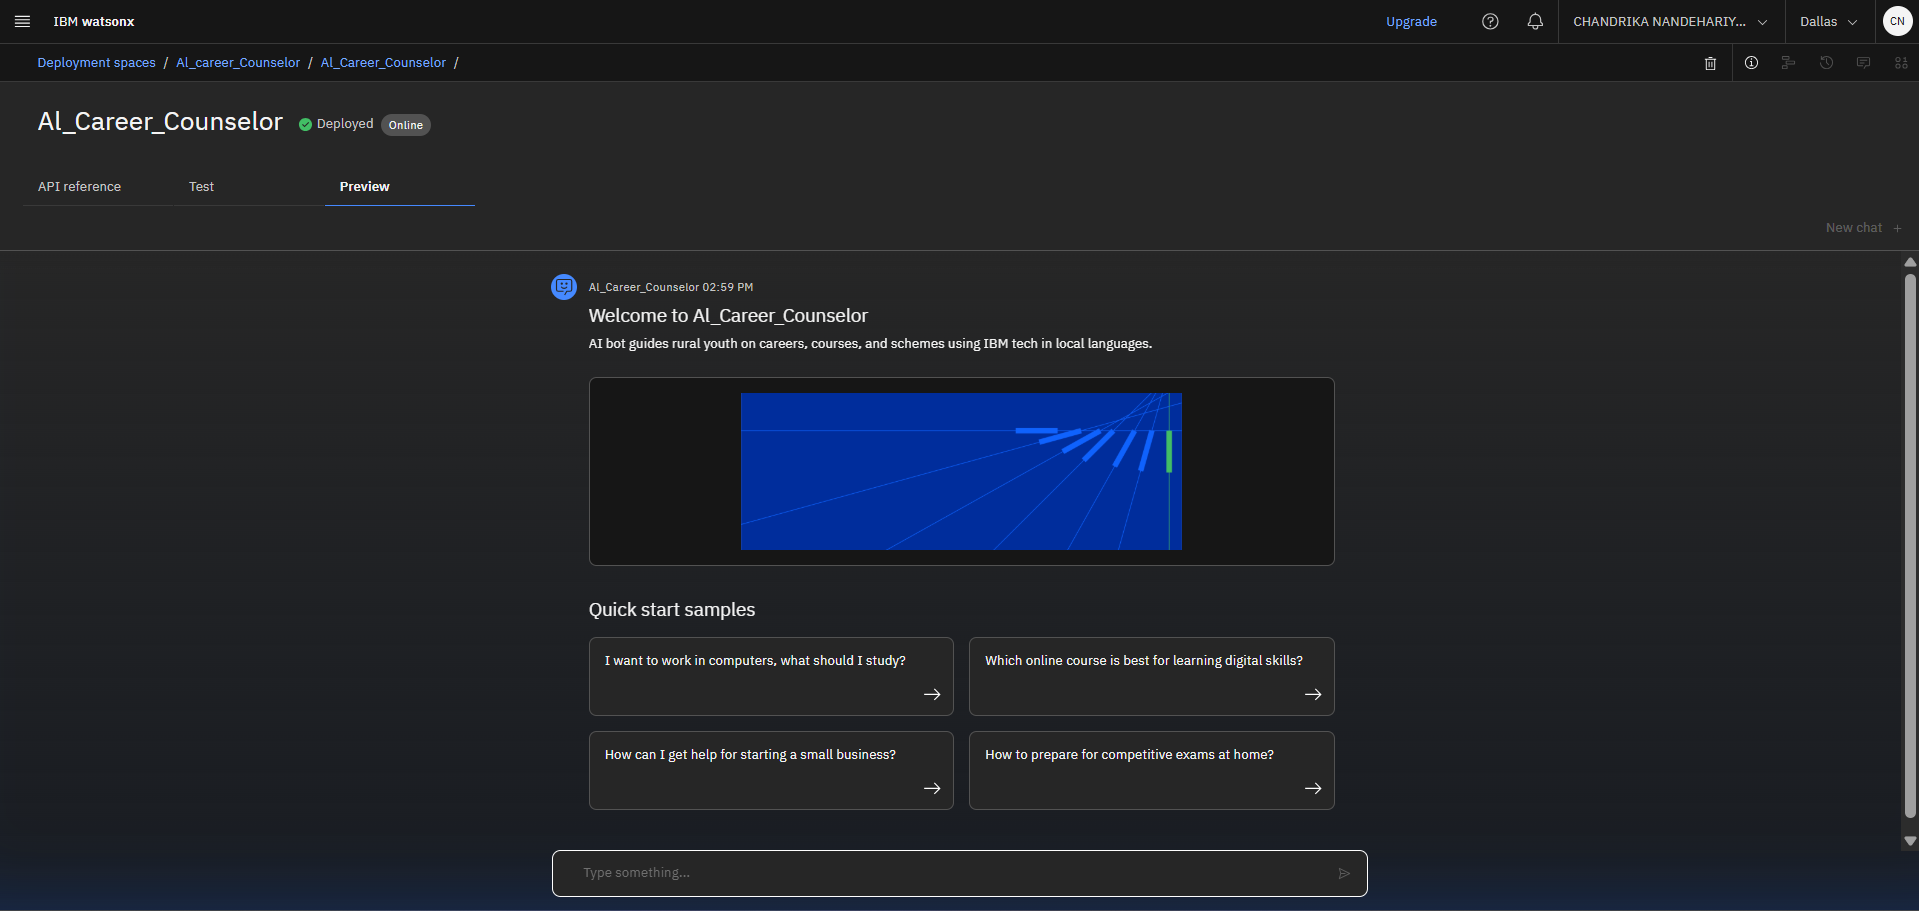 IBM watsonx
Upgrade
CHANDRIKA NANDEHARIY...
Dallas
CN
Deployment spaces / Al_career_Counselor / Al_Career_Counselor /
Al_Career_Counselor
Deployed
Online
API reference
Test
Preview
New chat +
Al_Career_Counselor 02:59 PM
Welcome to Al_Career_Counselor
AI bot guides rural youth on careers, courses, and schemes using IBM tech in local languages.
Quick start samples
I want to work in computers, what should I study?
Which online course is best for learning digital skills?
How can I get help for starting a small business?
How to prepare for competitive exams at home?
Type something...